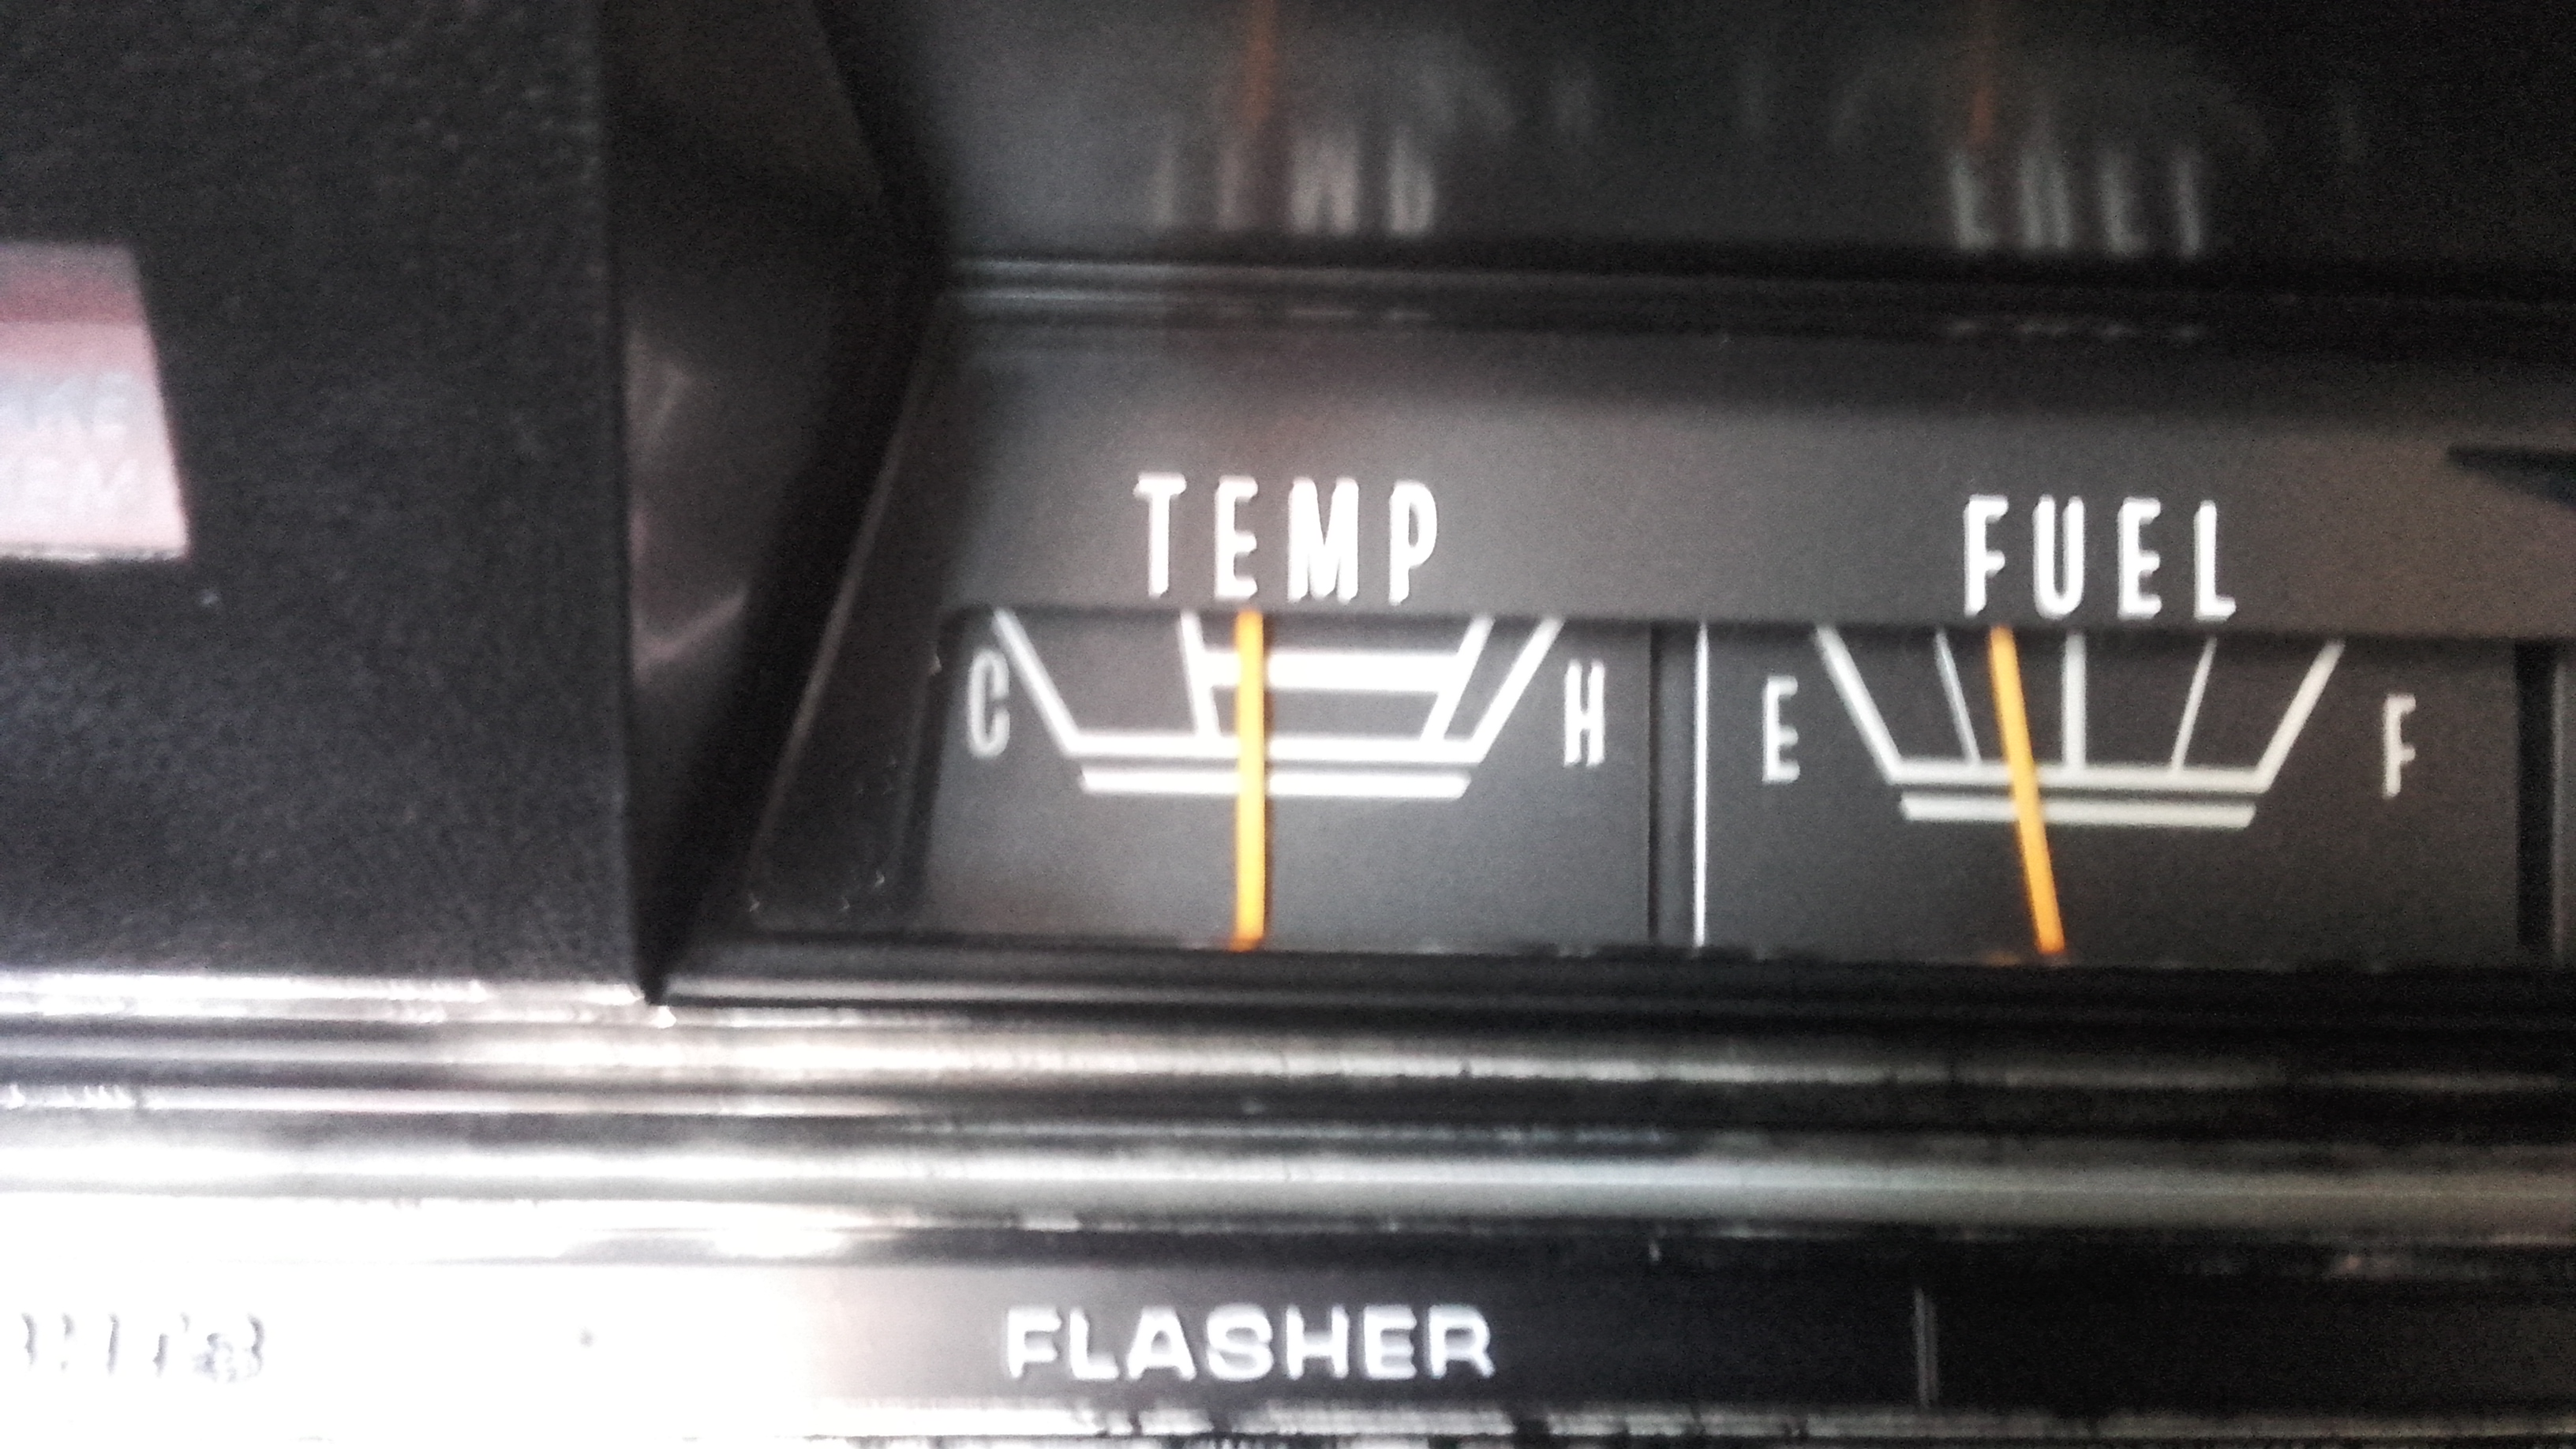 TEMP
FUEL
C H
E F
FLASHER